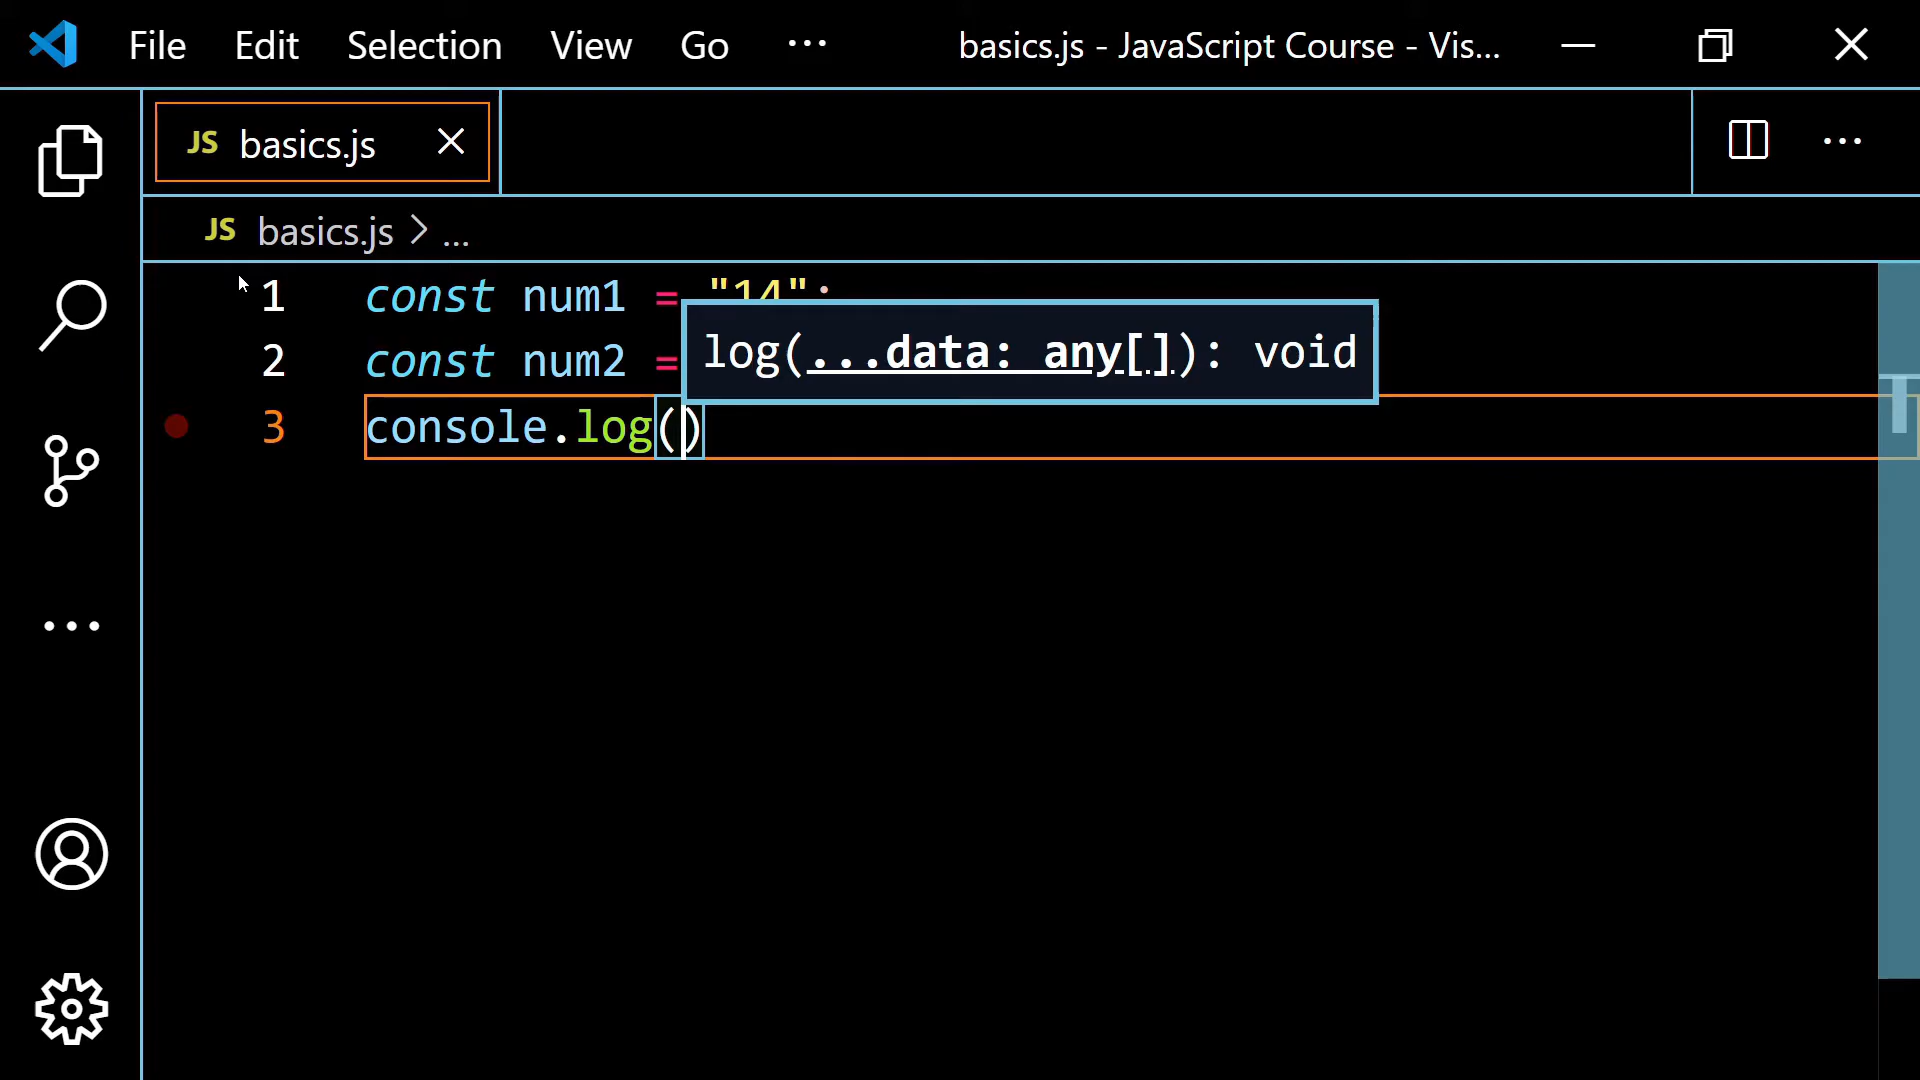 File Edit Selection View Go ··· basics.js - JavaScript Course - Vis...
JS basics.js
JS basics.js > ...
1 const num1 = "14";
2 const num2 =
log(...data: any[]): void
3 console.log()